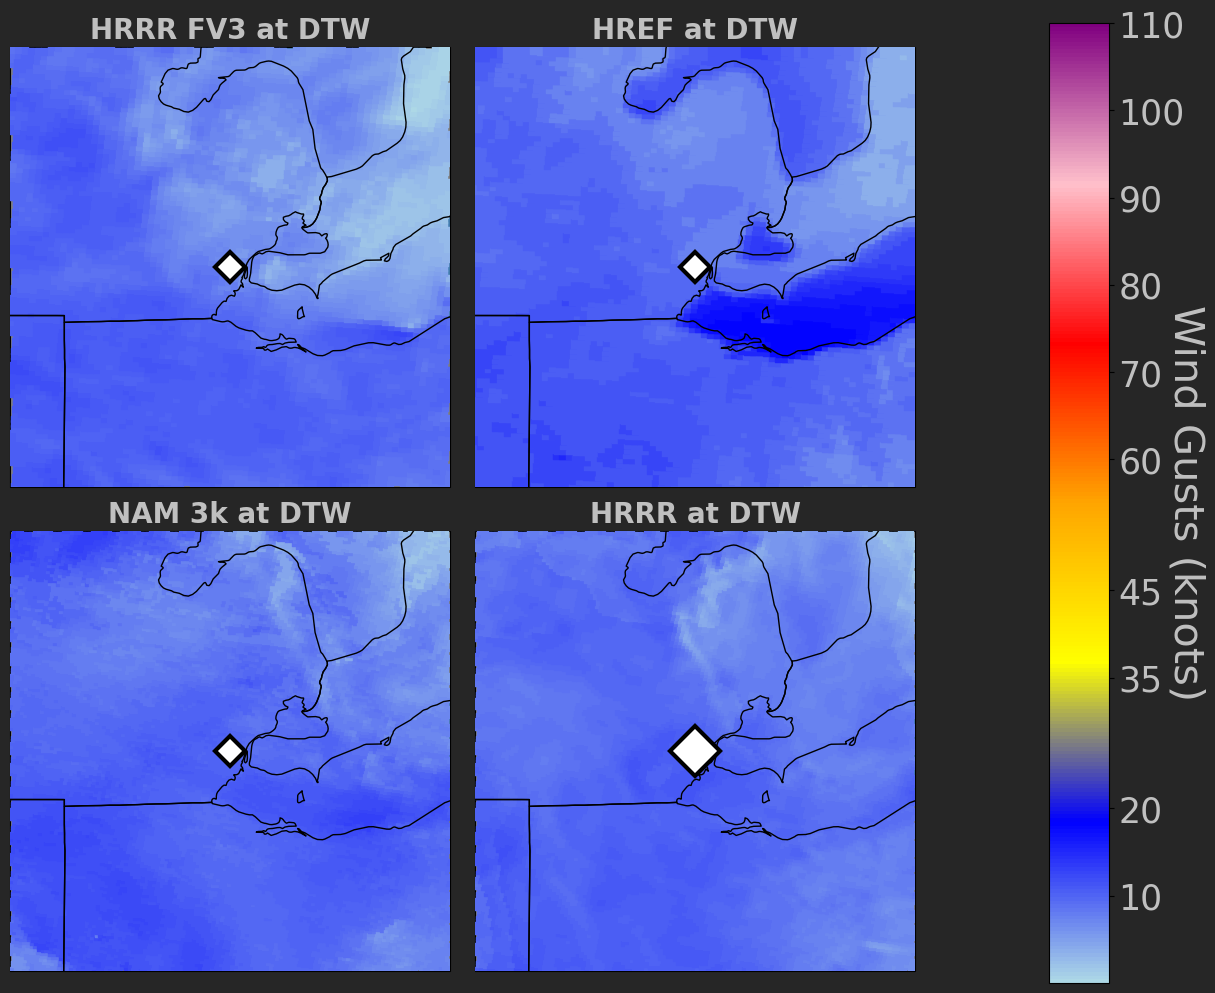 HRRR FV3 at DTW
HREF at DTW
NAM 3k at DTW
HRRR at DTW
110
100
90
80
70
60
45
35
20
10
Wind Gusts (knots)